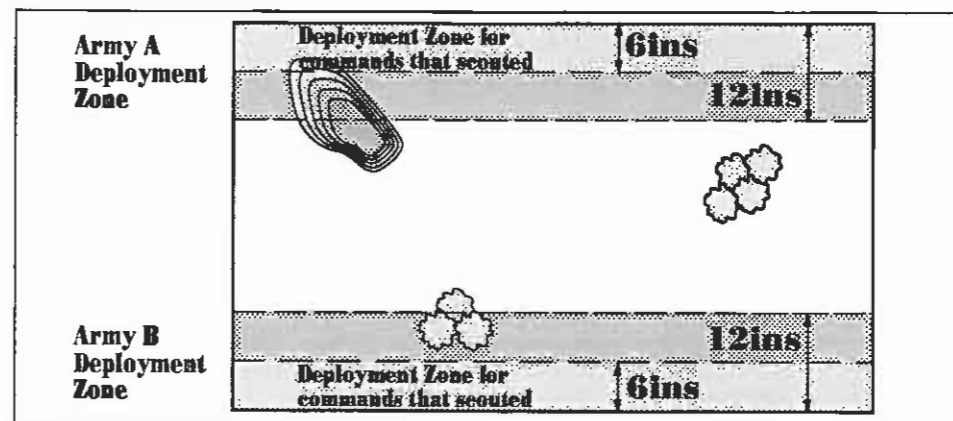 Army A
Deployment
Zone
Deployment Zone for
commands that scouted
6ins
12ins
12ins
Army B
Deployment
Zone
Deployment Zone for
commands that scouted
6ins